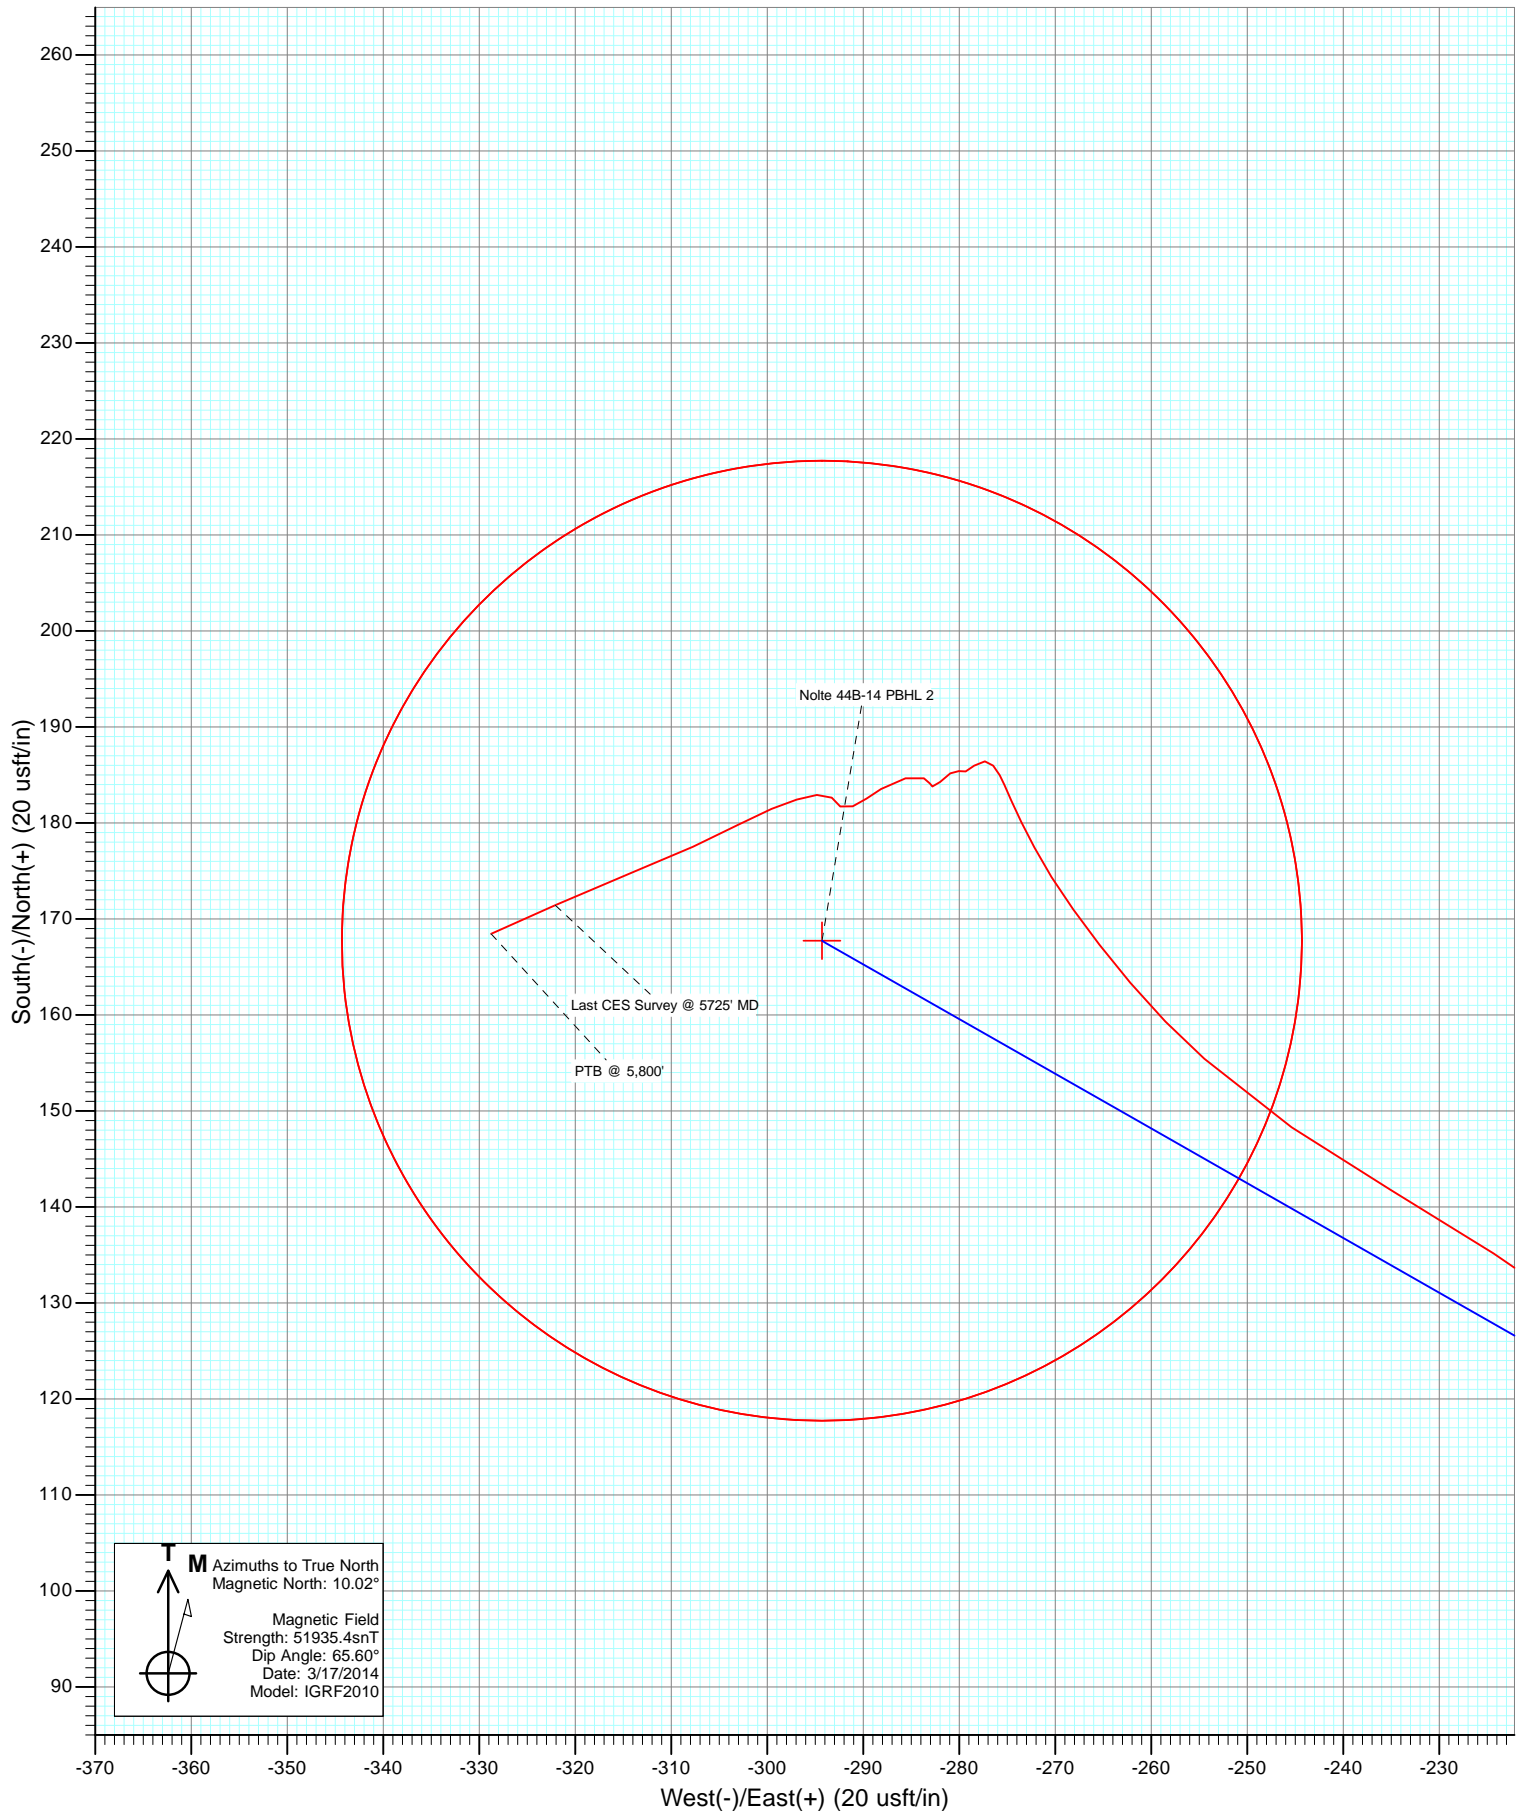 260
250
240
230
220
210
200
190
180
170
160
150
140
130
120
110
100
90
South(-)/North(+) (20 usft/in)
Nolte 44B-14 PBHL 2
Last CES Survey @ 5725' MD
PTB @ 5,800'
T
M
Azimuths to True North
Magnetic North: 10.02°
Magnetic Field
Strength: 51935.4snT
Dip Angle: 65.60°
Date: 3/17/2014
Model: IGRF2010
-370 -360 -350 -340 -330 -320 -310 -300 -290 -280 -270 -260 -250 -240 -230
West(-)/East(+) (20 usft/in)